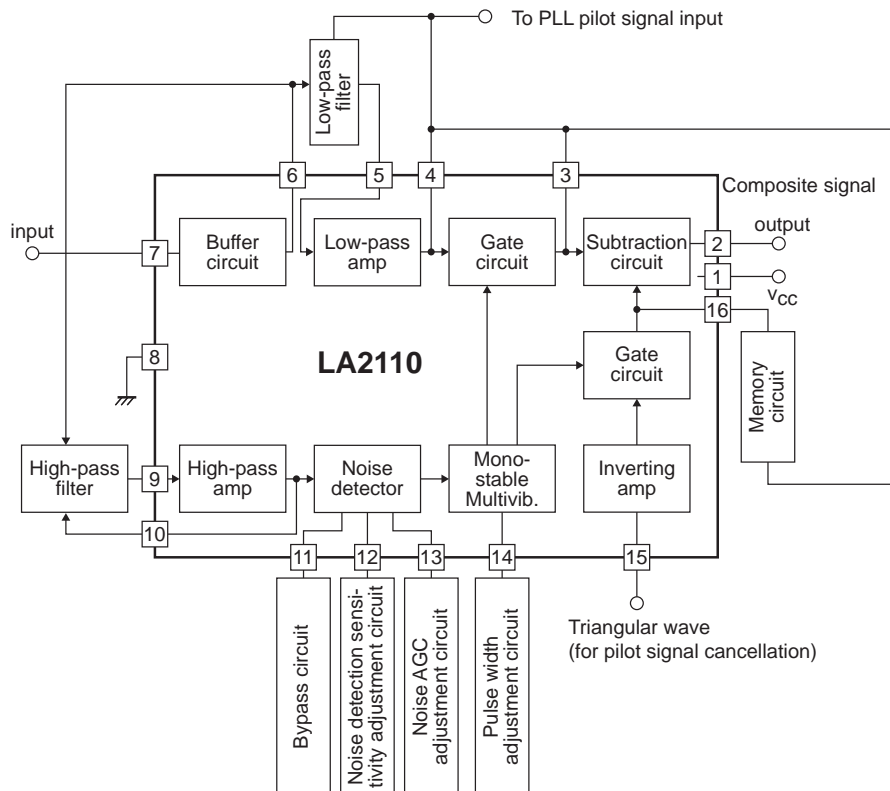 To PLL pilot signal input
Low-pass
filter
6
5
4
3
Composite signal
input
7
Buffer
circuit
Low-pass
amp
Gate
circuit
Subtraction
circuit
2
output
1
vCC
16
8
LA2110
Gate
circuit
Memory
circuit
High-pass
filter
9
High-pass
amp
Noise
detector
Mono-
stable
Multivib.
Inverting
amp
10
11
12
13
14
15
Bypass circuit
Noise detection sensi-
tivity adjustment circuit
Noise AGC
adjustment circuit
Pulse width
adjustment circuit
Triangular wave
(for pilot signal cancellation)